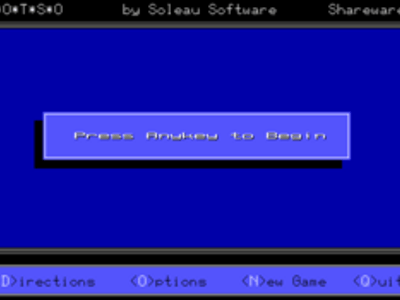 O*T*S*O by Soleau Software Shareware
Press Anykey to Begin
D>irections <O>ptions <N>ew Game <Q>uit